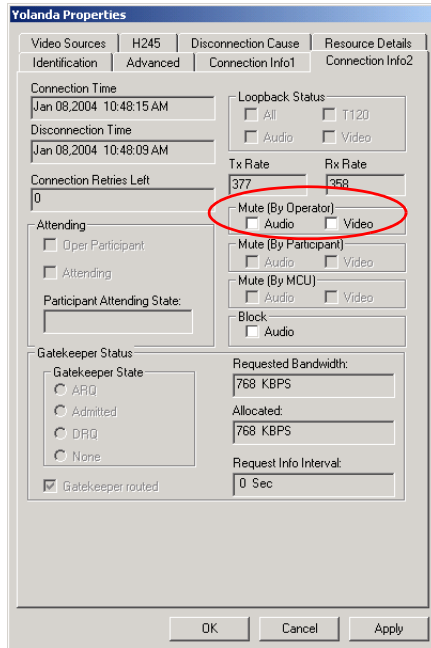 Yolanda Properties
Video Sources H245 Disconnection Cause Resource Details
Identification Advanced Connection Info1 Connection Info2
Connection Time
Jan 08,2004 10:48:15 AM
Disconnection Time
Jan 08,2004 10:48:09 AM
Connection Retries Left
0
Loopback Status
All T120
Audio Video
Tx Rate Rx Rate
377 358
Mute (By Operator)
Audio Video
Mute (By Participant)
Audio Video
Mute (By MCU)
Audio Video
Block
Audio
Attending
Oper Participant
Attending
Participant Attending State:
Gatekeeper Status
Gatekeeper State
ARQ
Admitted
DRQ
None
Gatekeeper routed
Requested Bandwidth:
768 KBPS
Allocated:
768 KBPS
Request Info Interval:
0 Sec
OK Cancel Apply